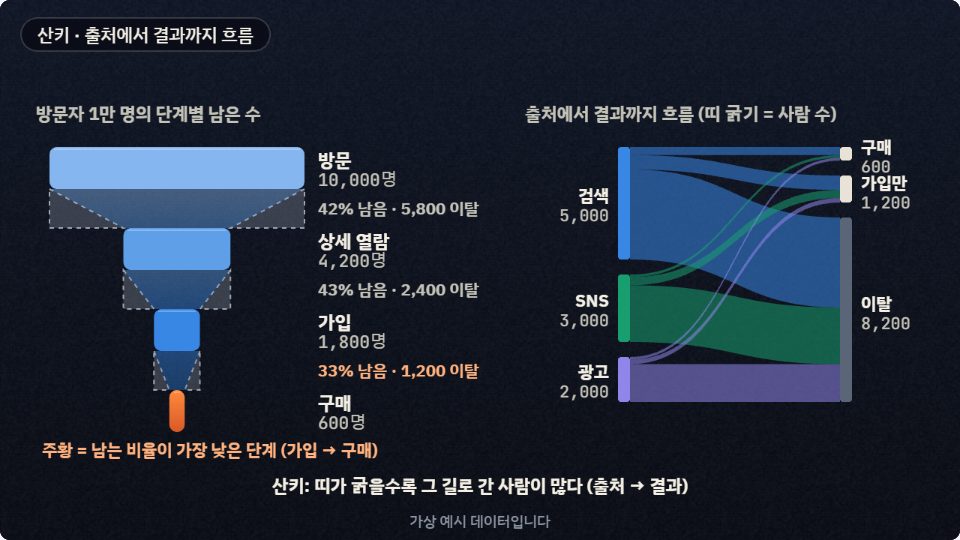 산키 · 출처에서 결과까지 흐름
방문자 1만 명의 단계별 남은 수
방문
10,000명
42% 남음 · 5,800 이탈
상세 열람
4,200명
43% 남음 · 2,400 이탈
가입
1,800명
33% 남음 · 1,200 이탈
구매
600명
주황 = 남는 비율이 가장 낮은 단계 (가입 → 구매)
출처에서 결과까지 흐름 (띠 굵기 = 사람 수)
검색
5,000
SNS
3,000
광고
2,000
구매
600
가입만
1,200
이탈
8,200
산키: 띠가 굵을수록 그 길로 간 사람이 많다 (출처 → 결과)
가상 예시 데이터입니다